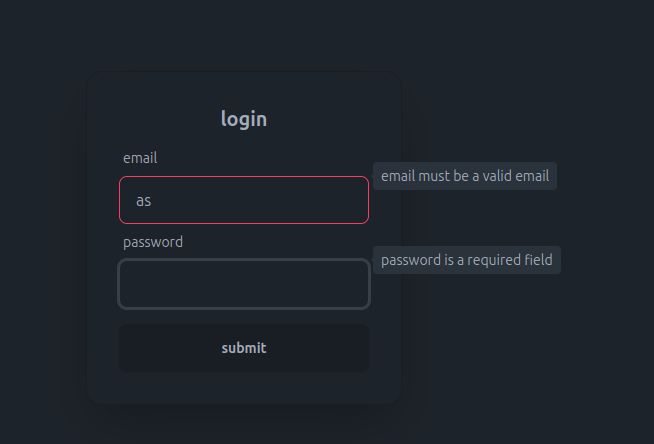 login
email
email must be a valid email
as
password
password is a required field
submit